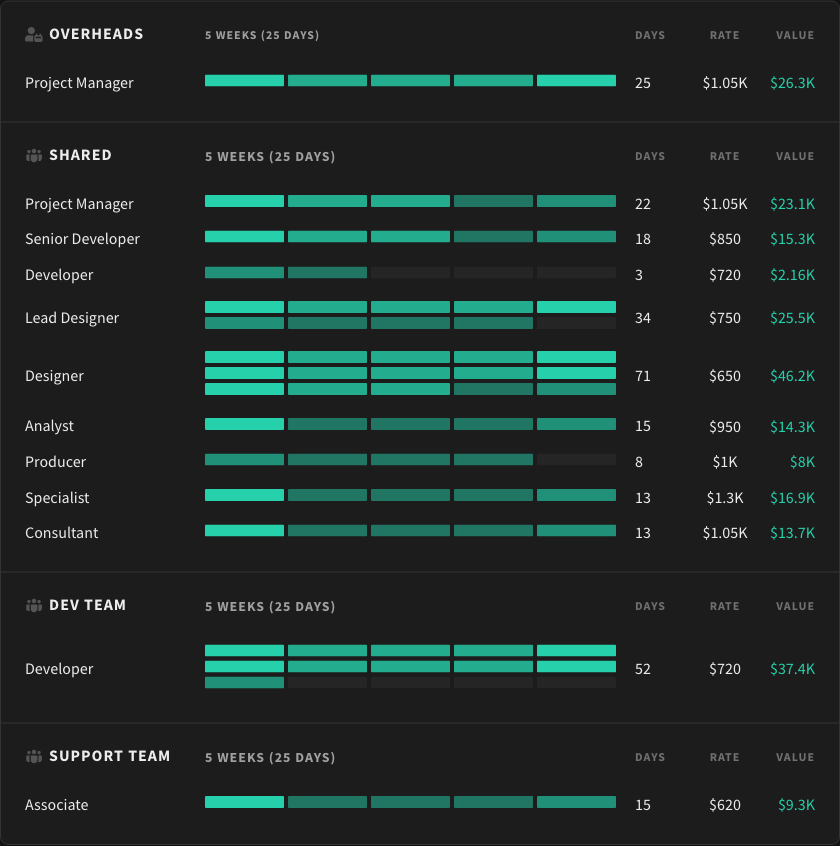 OVERHEADS 5 WEEKS (25 DAYS) DAYS RATE VALUE
Project Manager 25 $1.05K $26.3K
SHARED 5 WEEKS (25 DAYS) DAYS RATE VALUE
Project Manager 22 $1.05K $23.1K
Senior Developer 18 $850 $15.3K
Developer 3 $720 $2.16K
Lead Designer 34 $750 $25.5K
Designer 71 $650 $46.2K
Analyst 15 $950 $14.3K
Producer 8 $1K $8K
Specialist 13 $1.3K $16.9K
Consultant 13 $1.05K $13.7K
DEV TEAM 5 WEEKS (25 DAYS) DAYS RATE VALUE
Developer 52 $720 $37.4K
SUPPORT TEAM 5 WEEKS (25 DAYS) DAYS RATE VALUE
Associate 15 $620 $9.3K